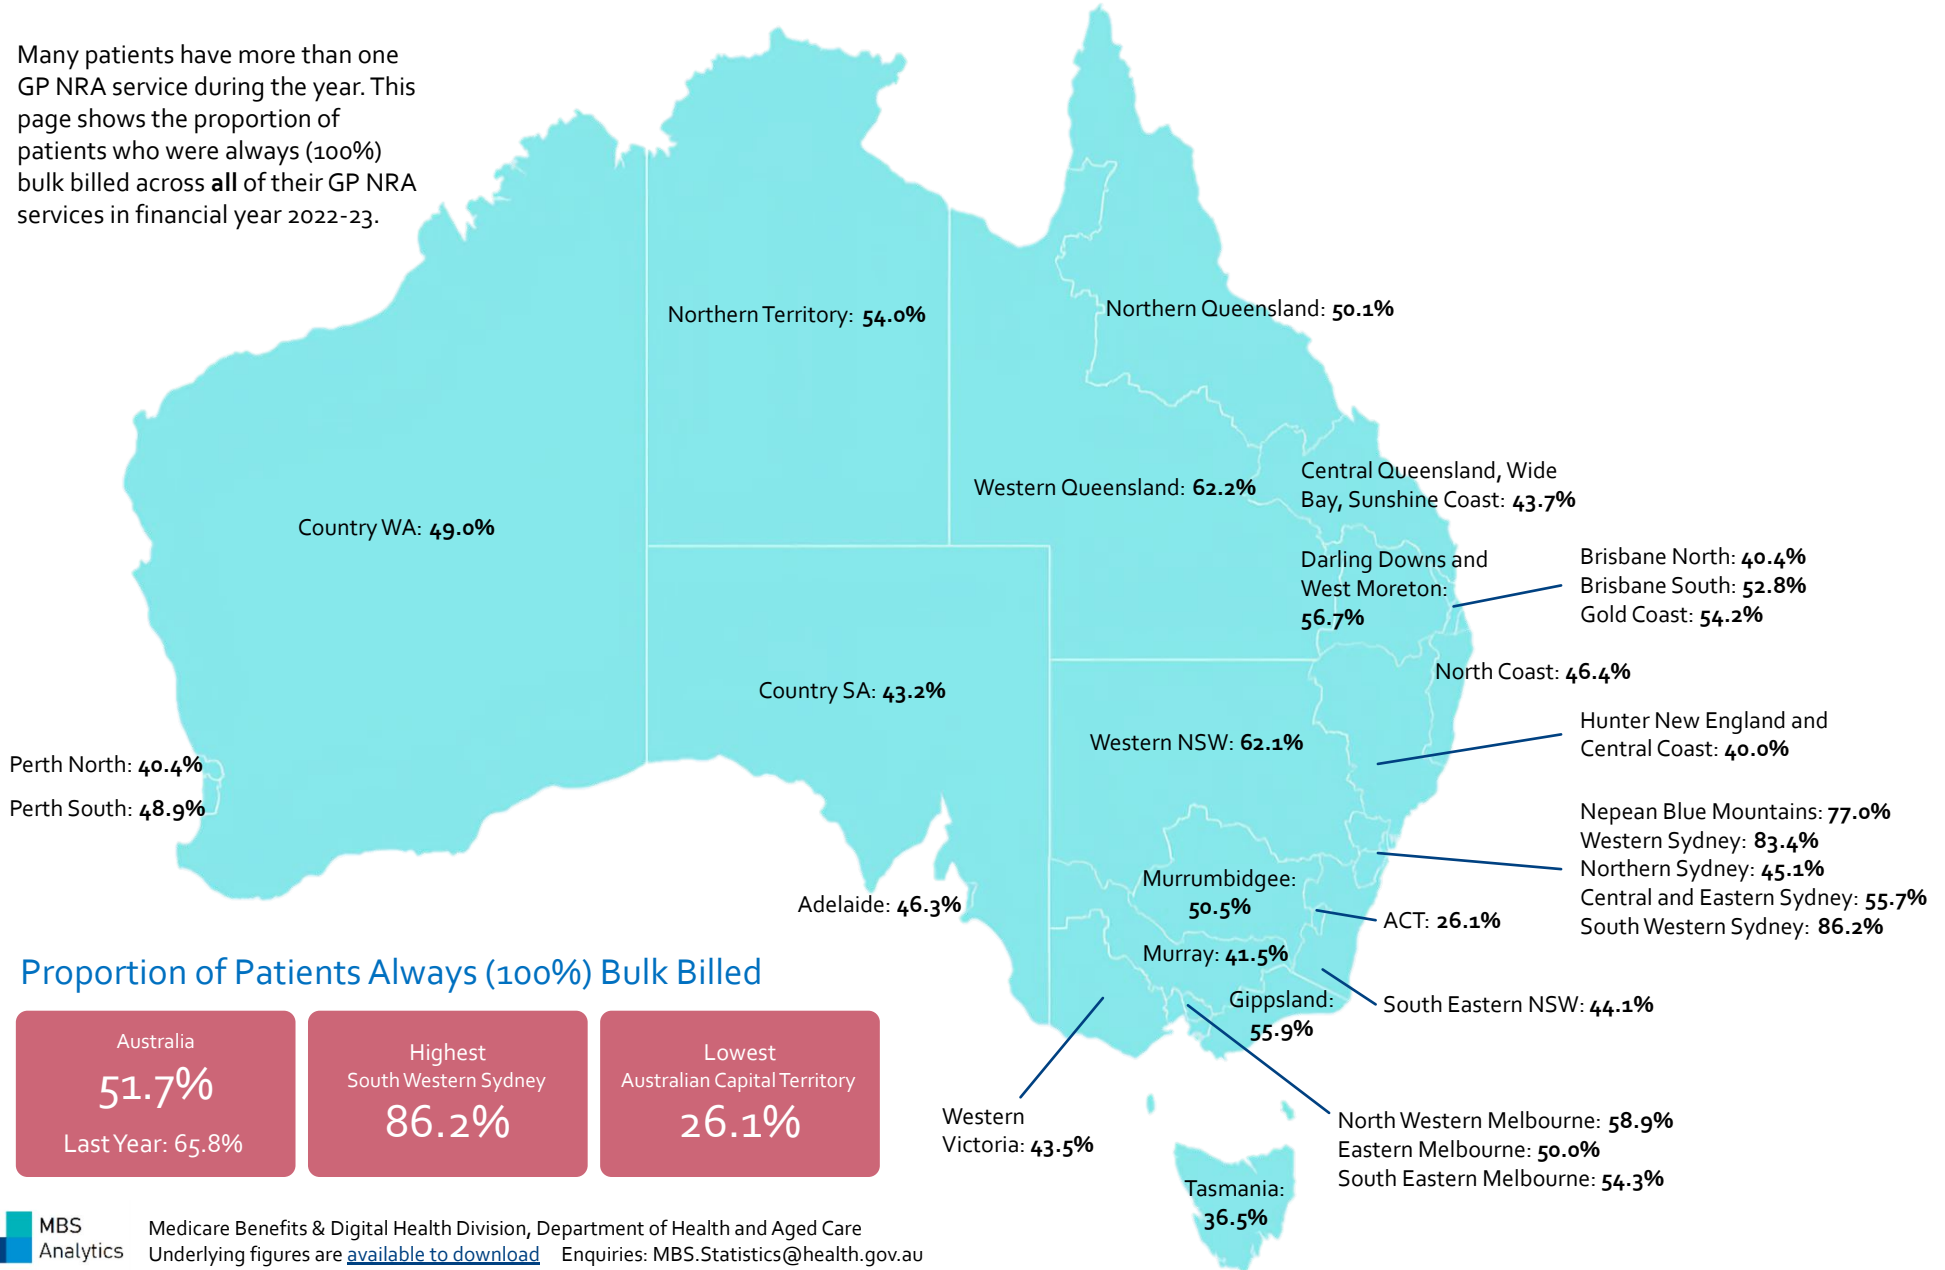 Many patients have more than one
GP NRA service during the year. This
page shows the proportion of
patients who were always (100%)
bulk billed across all of their GP NRA
services in financial year 2022-23.
Northern Territory: 54.0%
Northern Queensland: 50.1%
Western Queensland: 62.2%
Central Queensland, Wide
Bay, Sunshine Coast: 43.7%
Country WA: 49.0%
Darling Downs and
West Moreton:
56.7%
Brisbane North: 40.4%
Brisbane South: 52.8%
Gold Coast: 54.2%
Country SA: 43.2%
North Coast: 46.4%
Western NSW: 62.1%
Hunter New England and
Central Coast: 40.0%
Perth North: 40.4%
Perth South: 48.9%
Nepean Blue Mountains: 77.0%
Western Sydney: 83.4%
Northern Sydney: 45.1%
Central and Eastern Sydney: 55.7%
South Western Sydney: 86.2%
Murrumbidgee:
50.5%
Adelaide: 46.3%
ACT: 26.1%
Murray: 41.5%
Gippsland:
55.9%
South Eastern NSW: 44.1%
Western
Victoria: 43.5%
North Western Melbourne: 58.9%
Eastern Melbourne: 50.0%
South Eastern Melbourne: 54.3%
Tasmania:
36.5%
Proportion of Patients Always (100%) Bulk Billed
Australia
51.7%
Last Year: 65.8%
Highest
South Western Sydney
86.2%
Lowest
Australian Capital Territory
26.1%
MBS
Analytics
Medicare Benefits & Digital Health Division, Department of Health and Aged Care
Underlying figures are available to download Enquiries: MBS.Statistics@health.gov.au